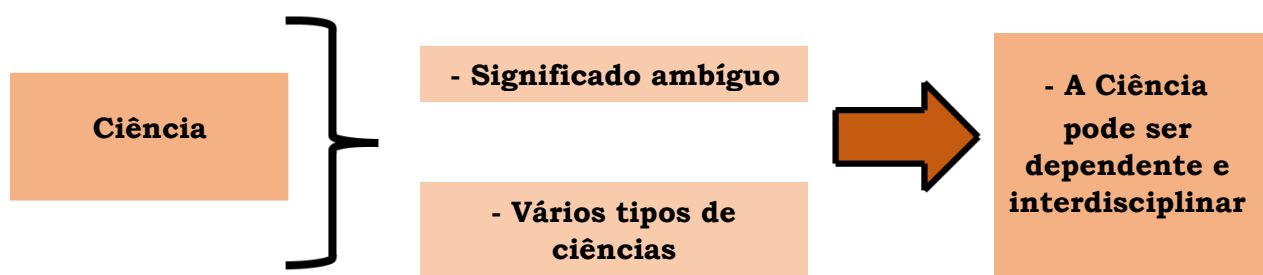 Ciência
- Significado ambíguo
- Vários tipos de
ciências
- A Ciência
pode ser
dependente e
interdisciplinar